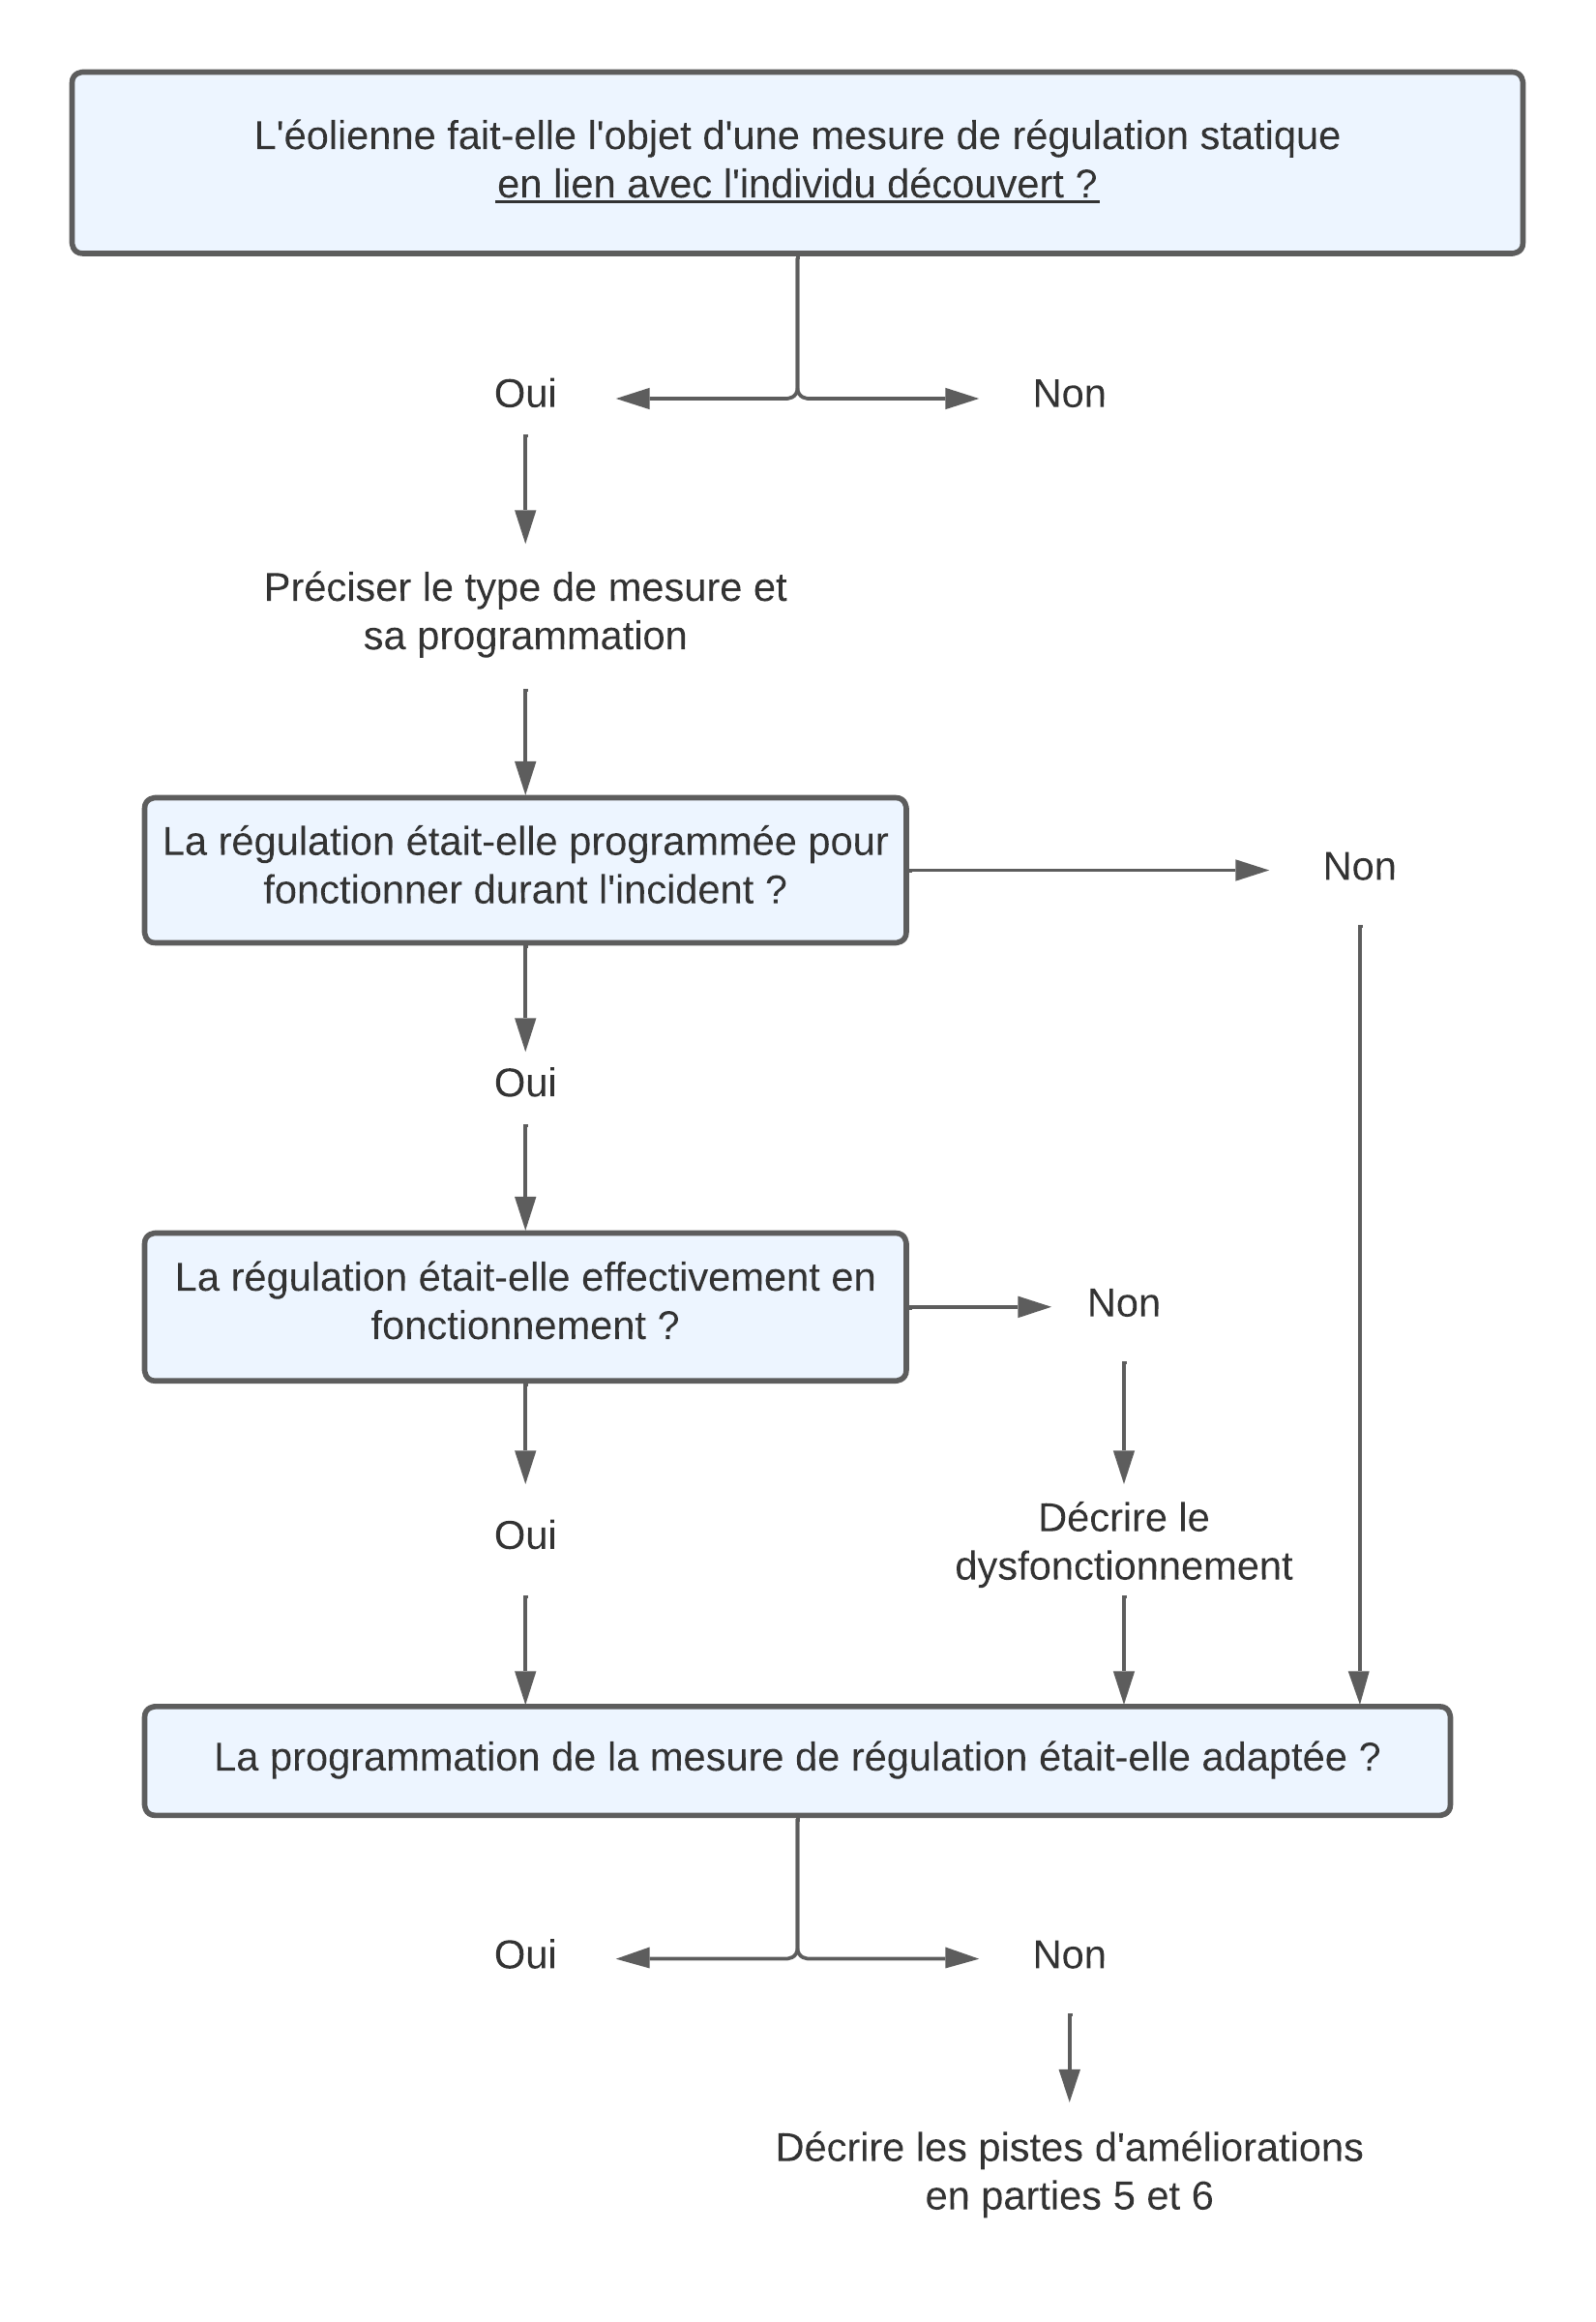 L'éolienne fait-elle l'objet d'une mesure de régulation statique
en lien avec l'individu découvert ?
Oui
Non
Préciser le type de mesure et
sa programmation
La régulation était-elle programmée pour
fonctionner durant l'incident ?
Non
Oui
La régulation était-elle effectivement en
fonctionnement ?
Non
Oui
Décrire le
dysfonctionnement
La programmation de la mesure de régulation était-elle adaptée ?
Oui
Non
Décrire les pistes d'améliorations
en parties 5 et 6